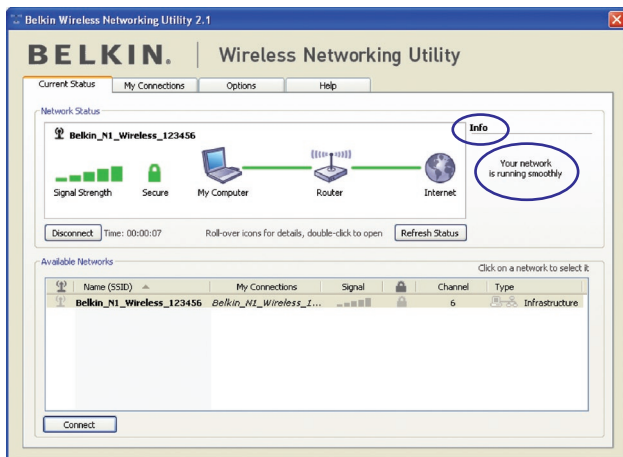 Belkin Wireless Networking Utility 2.1
BELKIN. | Wireless Networking Utility
Current Status My Connections Options Help
Network Status
Belkin_N1_Wireless_123456
Info
Your network
is running smoothly
Signal Strength Secure My Computer Router Internet
Disconnect Time: 00:00:07 Roll-over icons for details, double-click to open Refresh Status
Available Networks
Click on a network to select it
Name (SSID) My Connections Signal Channel Type
Belkin_N1_Wireless_123456 Belkin_N1_Wireless_1... 6 Infrastructure
Connect